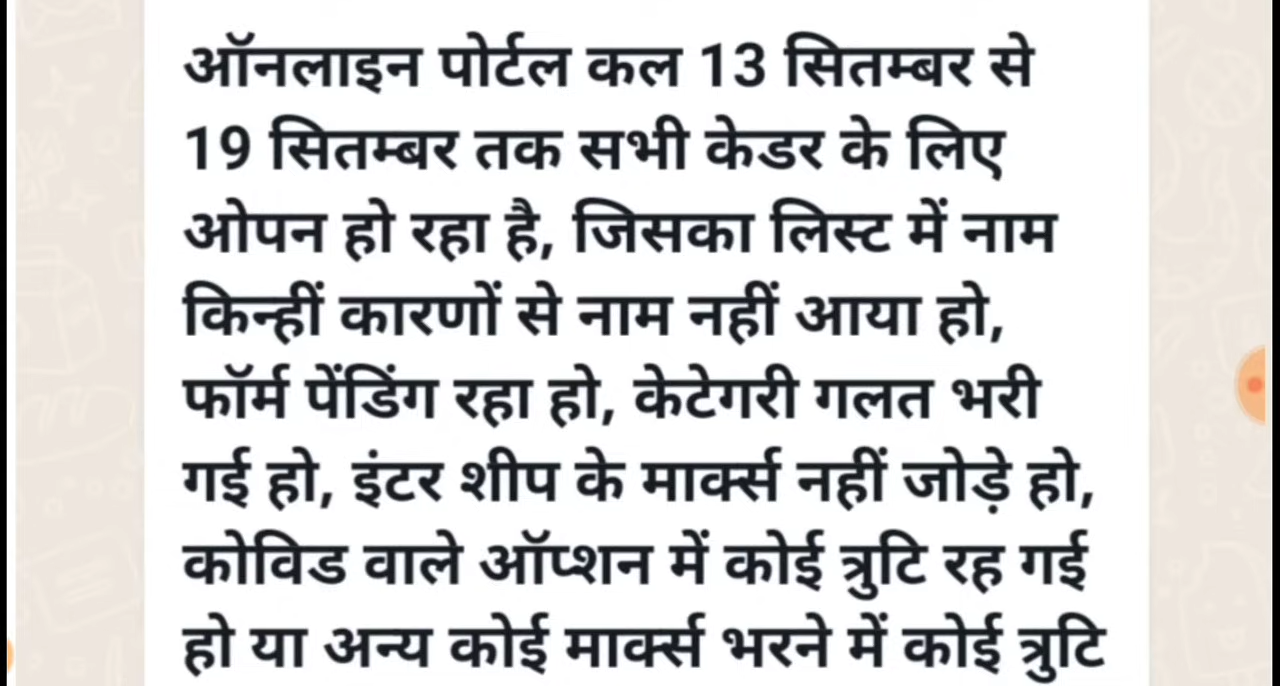 ऑनलाइन पोर्टल कल 13 सितम्बर से
19 सितम्बर तक सभी केडर के लिए
ओपन हो रहा है, जिसका लिस्ट में नाम
किन्हीं कारणों से नाम नहीं आया हो,
फॉर्म पेंडिंग रहा हो, केटेगरी गलत भरी
गई हो, इंटर शीप के मार्क्स नहीं जोड़े हो,
कोविड वाले ऑप्शन में कोई त्रुटि रह गई
हो या अन्य कोई मार्क्स भरने में कोई त्रुटि